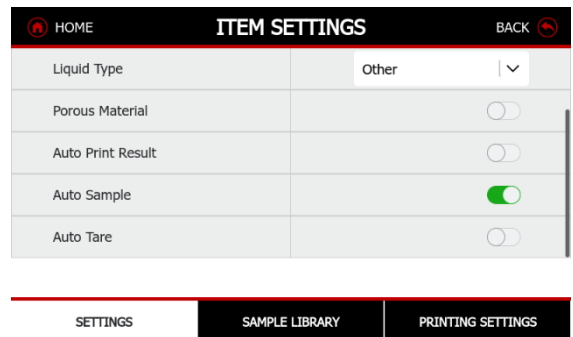 HOME ITEM SETTINGS BACK
Liquid Type Other
Porous Material
Auto Print Result
Auto Sample
Auto Tare
SETTINGS SAMPLE LIBRARY PRINTING SETTINGS